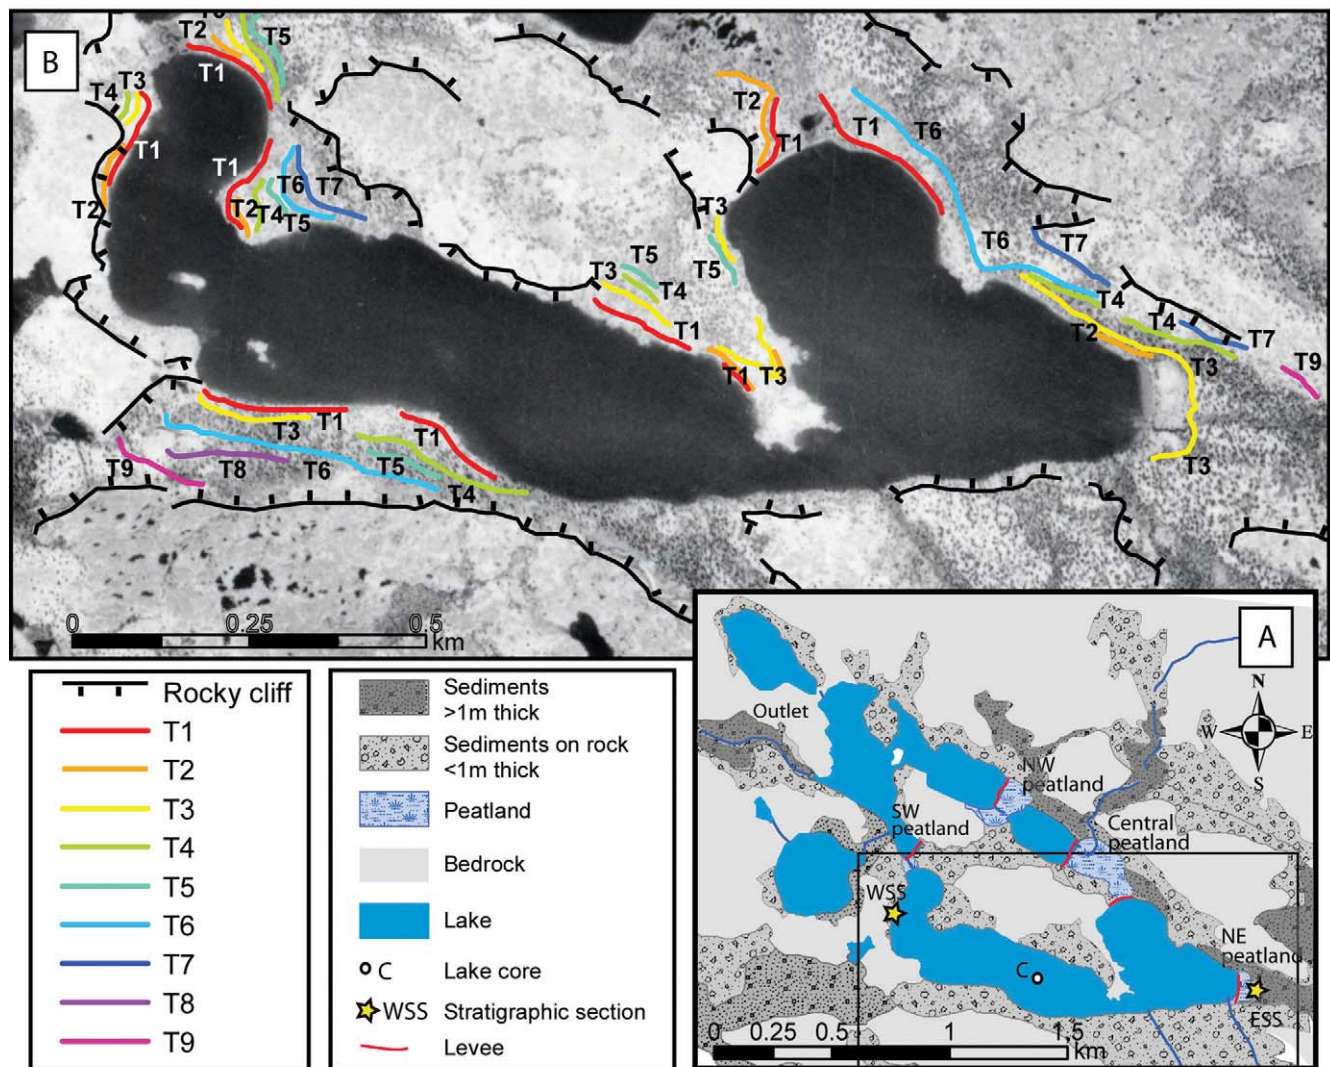 B
T2
T5
T1
T4
T3
T1
T2
T1
T2
T4
T6
T5
T7
T2
T1
T1
T6
T3
T5
T6
T7
T3
T5
T4
T1
T1
T3
T4
T2
T4
T7
T3
T9
T3
T1
T3
T1
T9
T8
T6
T5
T4
0 0.25 0.5
km
Rocky cliff
T1
T2
T3
T4
T5
T6
T7
T8
T9
Sediments
>1m thick
Sediments on rock
<1m thick
Peatland
Bedrock
Lake
C Lake core
WSS Stratigraphic section
Levee
A
N
W E
S
Outlet
NW
peatland
SW
peatland
Central
peatland
WSS
NE
peatland
C
ESS
0 0.25 0.5 1 1.5
km